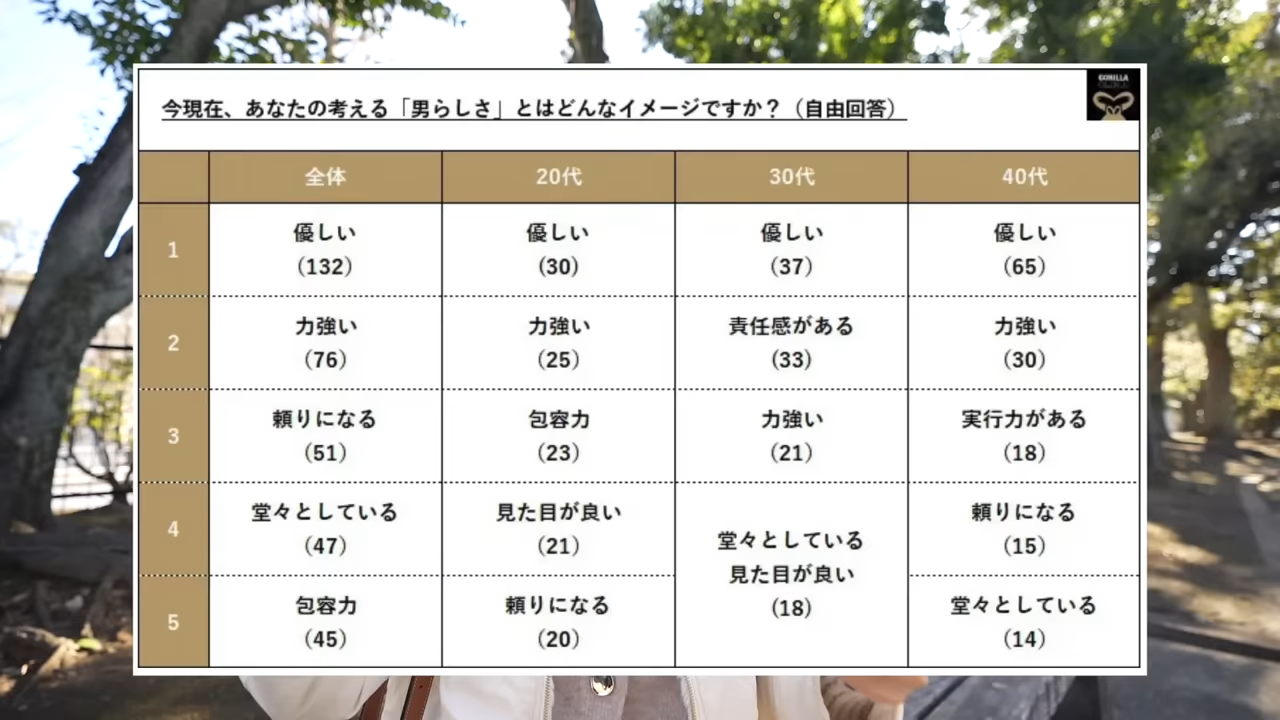 今現在、あなたの考える「男らしさ」とはどんなイメージですか？（自由回答）
GORILLA
全体 20代 30代 40代
1 優しい 優しい 優しい 優しい
（132） （30） （37） （65）
2 力強い 力強い 責任感がある 力強い
（76） （25） （33） （30）
3 頼りになる 包容力 力強い 実行力がある
（51） （23） （21） （18）
4 堂々としている 見た目が良い 堂々としている 頼りになる
（47） （21） 見た目が良い （15）
5 包容力 頼りになる （18） 堂々としている
（45） （20） （14）